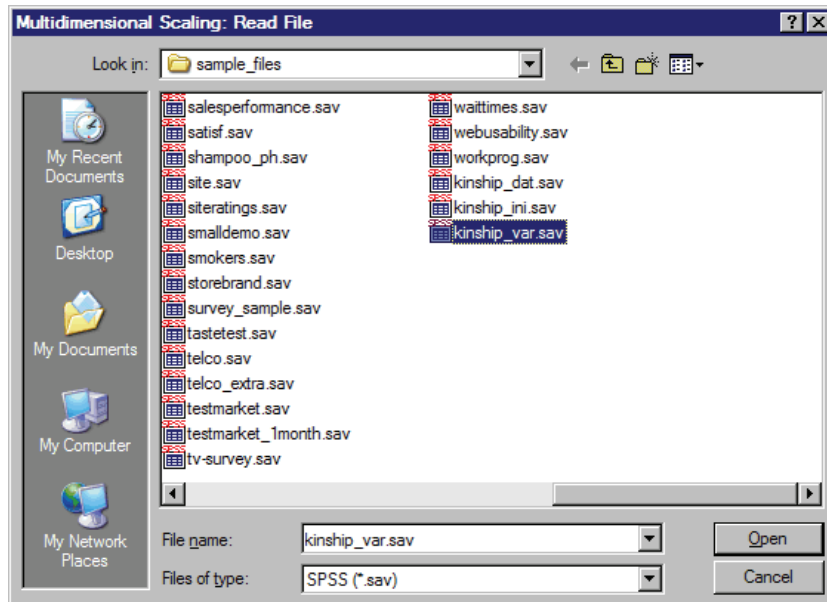 Multidimensional Scaling: Read File
Look in:
sample_files
My Recent
Documents
Desktop
My Documents
My Computer
My Network
Places
salesperformance.sav
satisf.sav
shampoo_ph.sav
site.sav
siteratings.sav
smalldemo.sav
smokers.sav
storebrand.sav
survey_sample.sav
tastetest.sav
telco.sav
telco_extra.sav
testmarket.sav
testmarket_1month.sav
tv-survey.sav
waittimes.sav
webusability.sav
workprog.sav
kinship_dat.sav
kinship_ini.sav
kinship_var.sav
File name:
kinship_var.sav
Open
Files of type:
SPSS (*.sav)
Cancel